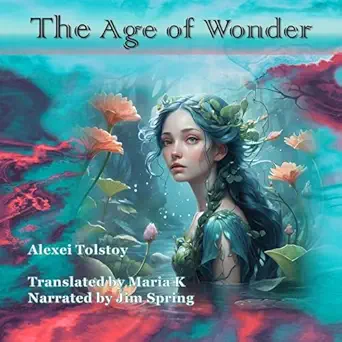 The Age of Wonder
Alexei Tolstoy
Translated by Maria K
Narrated by Jim Spring